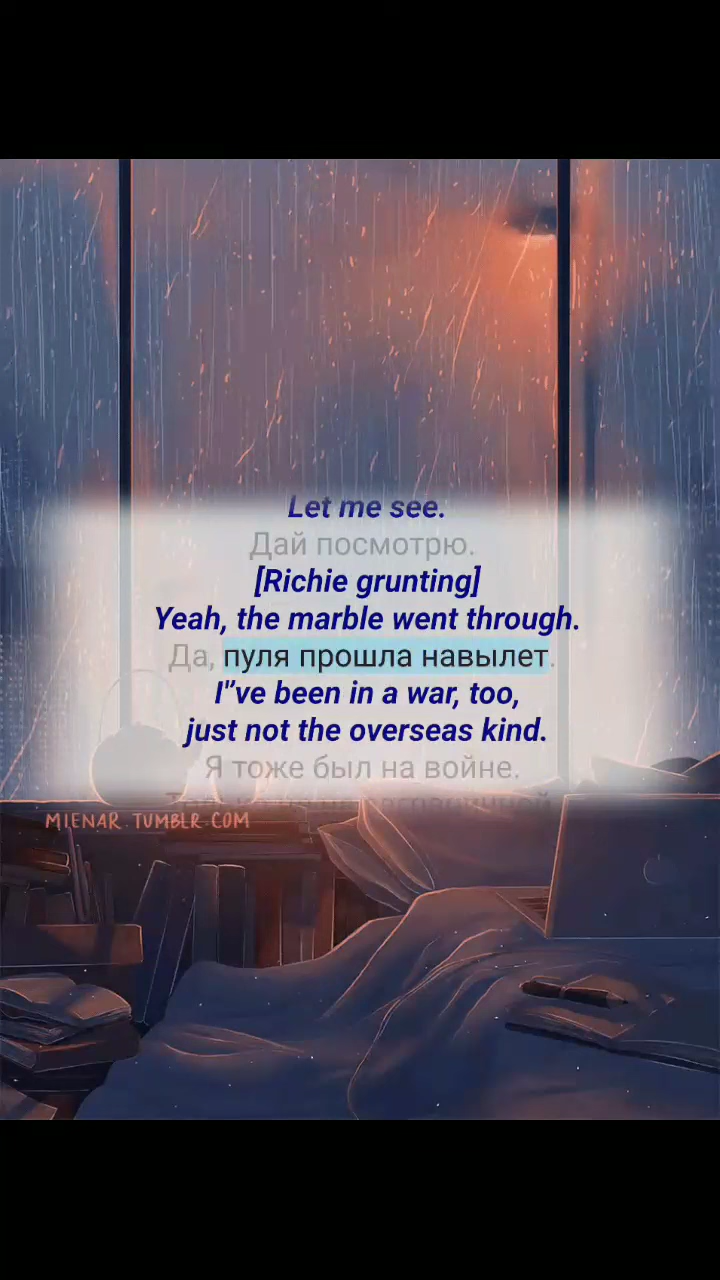 Let me see.
Дай посмотрю.
[Richie grunting]
Yeah, the marble went through.
Да, пуля прошла навылет.
I"ve been in a war, too,
just not the overseas kind.
Я тоже был на войне.
MIENAR.TUMBLR.COM